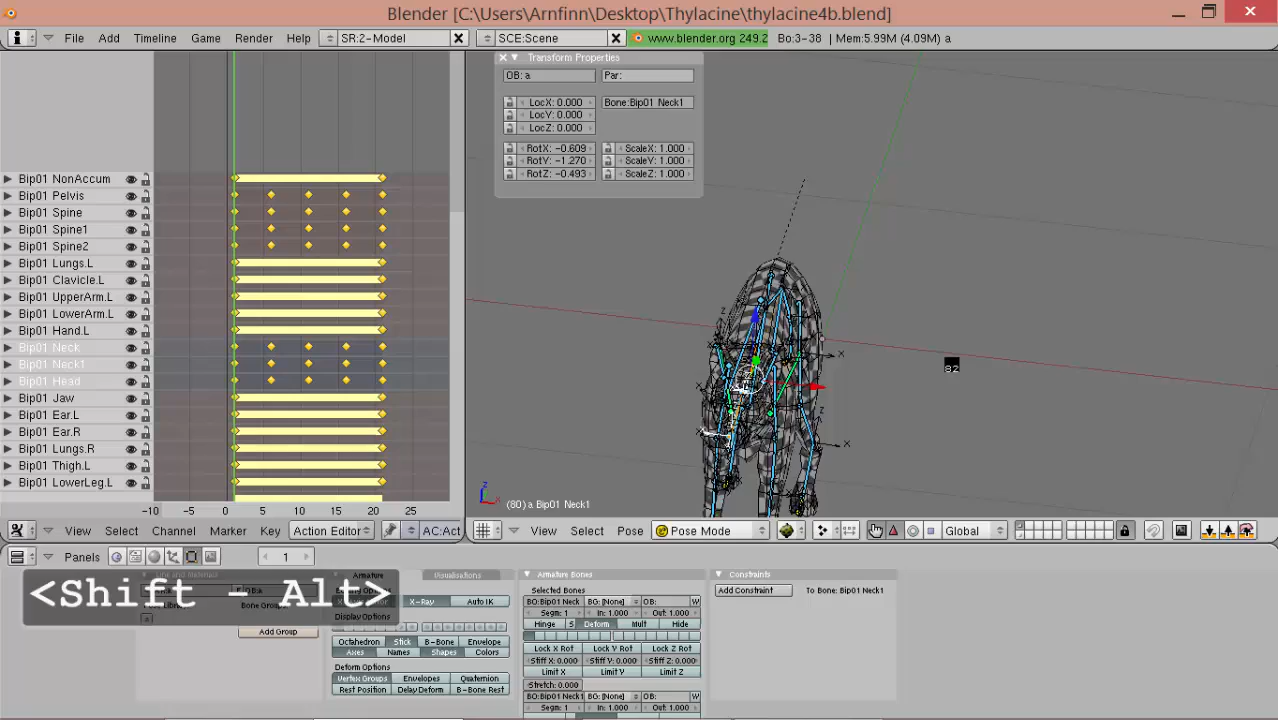 Blender [C:\Users\Arnfinn\Desktop\Thylacine\thylacine4b.blend]
File Add Timeline Game Render Help SR:2-Model SCE:Scene www.blender.org 249.2 Bo:3-38 | Mem:5.99M (4.09M) a
Transform Properties
OB: a Par:
LocX: 0.000 Bone:Bip01 Neck1
LocY: 0.000
LocZ: 0.000
RotX: -0.609 ScaleX: 1.000
RotY: -1.270 ScaleY: 1.000
RotZ: -0.493 ScaleZ: 1.000
Bip01 NonAccum
Bip01 Pelvis
Bip01 Spine
Bip01 Spine1
Bip01 Spine2
Bip01 Lungs.L
Bip01 Clavicle.L
Bip01 UpperArm.L
Bip01 LowerArm.L
Bip01 Hand.L
Bip01 Neck
Bip01 Neck1
Bip01 Head
Bip01 Jaw
Bip01 Ear.L
Bip01 Ear.R
Bip01 Lungs.R
Bip01 Thigh.L
Bip01 LowerLeg.L
-10 -5 0 5 10 15 20 25
(80) a Bip01 Neck1
View Select Channel Marker Key Action Editor AC:Act
View Select Pose Pose Mode Global
Panels 1
<Shift - Alt>
Armature Visualisations
OB:a
Bone Groups
Add Group
X-Ray Auto IK
Display Options
Octahedron Stick B-Bone Envelope
Axes Names Shapes Colors
Deform Options
Vertex Groups Envelopes Quaternion
Rest Position Delay Deform B-Bone Rest
Armature Bones
Selected Bones
BO:Bip01 Neck BG: [None] OB: W
Segm: 1 In: 1.000 Out: 1.000
Hinge S Deform Mult Hide
Lock X Rot Lock Y Rot Lock Z Rot
Stiff X: 0.000 Stiff Y: 0.000 Stiff Z: 0.000
Limit X Limit Y Limit Z
Stretch: 0.000
BO:Bip01 Neck1 BG: [None] OB: W
Segm: 1 In: 1.000 Out: 1.000
Constraints
Add Constraint To Bone: Bip01 Neck1